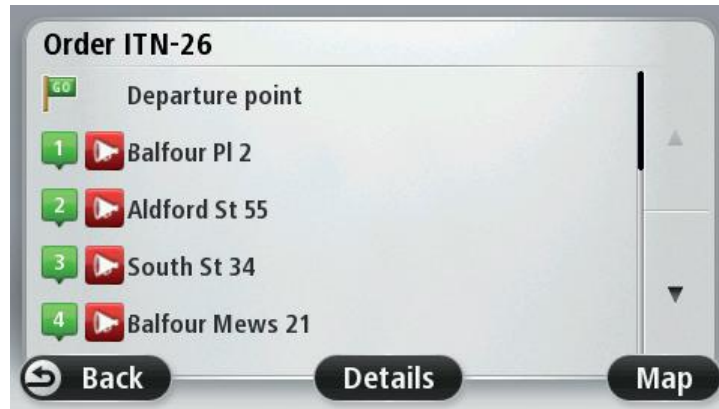 Order ITN-26
GO
Departure point
1 Balfour Pl 2
2 Aldford St 55
3 South St 34
4 Balfour Mews 21
Back Details Map